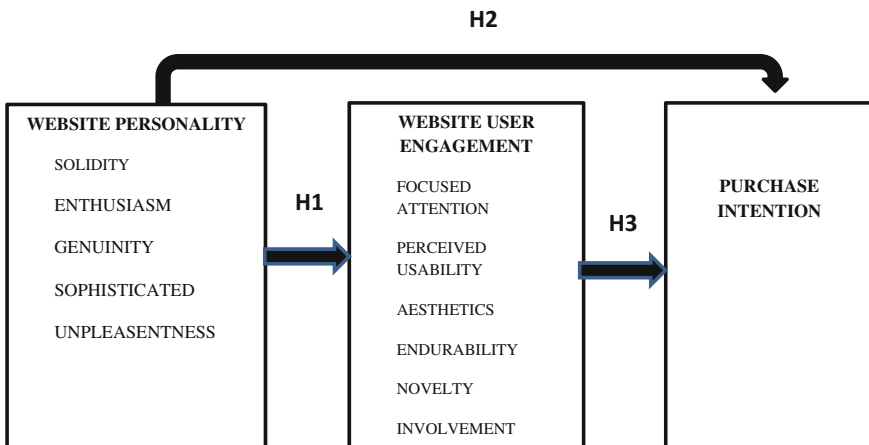 H2
WEBSITE PERSONALITY
SOLIDITY
ENTHUSIASM
GENUINITY
SOPHISTICATED
UNPLEASENTNESS
H1
WEBSITE USER
ENGAGEMENT
FOCUSED
ATTENTION
PERCEIVED
USABILITY
AESTHETICS
ENDURABILITY
NOVELTY
INVOLVEMENT
H3
PURCHASE
INTENTION